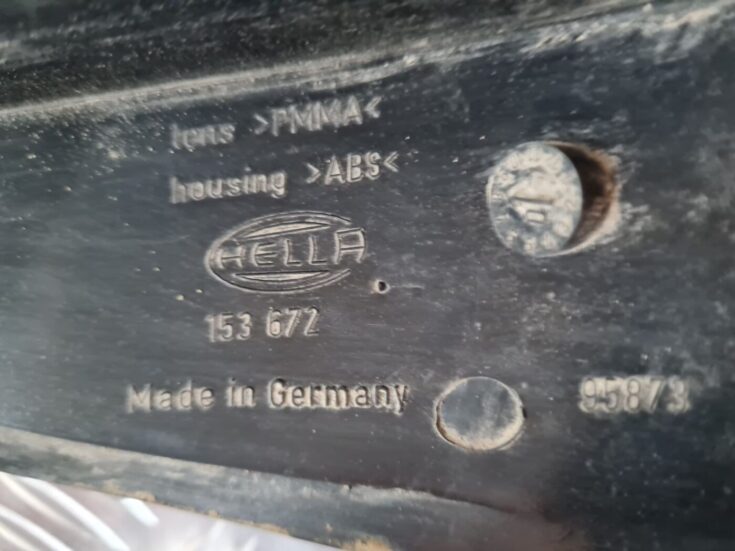 lens >PMMA<
housing >ABS<
HELLA
153 672
Made in Germany
95873